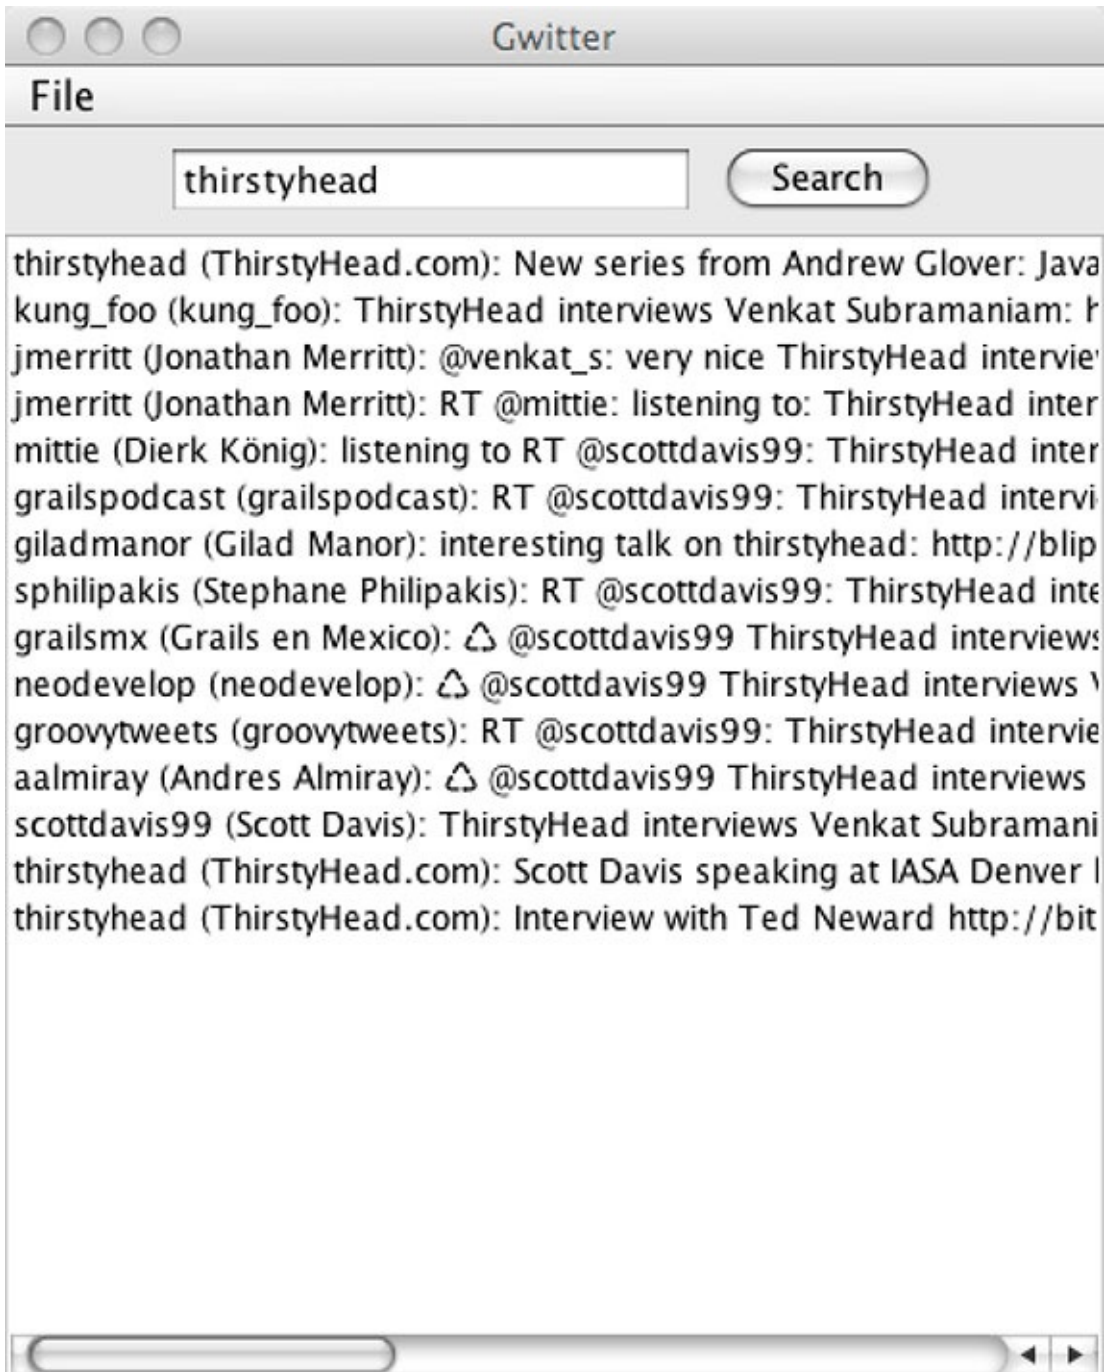 Gwitter
File
thirstyhead Search
thirstyhead (ThirstyHead.com): New series from Andrew Glover: Java
kung_foo (kung_foo): ThirstyHead interviews Venkat Subramaniam: h
jmerritt (Jonathan Merritt): @venkat_s: very nice ThirstyHead interview
jmerritt (Jonathan Merritt): RT @mittie: listening to: ThirstyHead inter
mittie (Dierk König): listening to RT @scottdavis99: ThirstyHead inter
grailspodcast (grailspodcast): RT @scottdavis99: ThirstyHead intervi
giladmanor (Gilad Manor): interesting talk on thirstyhead: http://blip
sphilipakis (Stephane Philipakis): RT @scottdavis99: ThirstyHead inte
grailsmx (Grails en Mexico): ♺ @scottdavis99 ThirstyHead interviews
neodevelop (neodevelop): ♺ @scottdavis99 ThirstyHead interviews
groovytweets (groovytweets): RT @scottdavis99: ThirstyHead intervie
aalmiray (Andres Almiray): ♺ @scottdavis99 ThirstyHead interviews
scottdavis99 (Scott Davis): ThirstyHead interviews Venkat Subramani
thirstyhead (ThirstyHead.com): Scott Davis speaking at IASA Denver
thirstyhead (ThirstyHead.com): Interview with Ted Neward http://bit